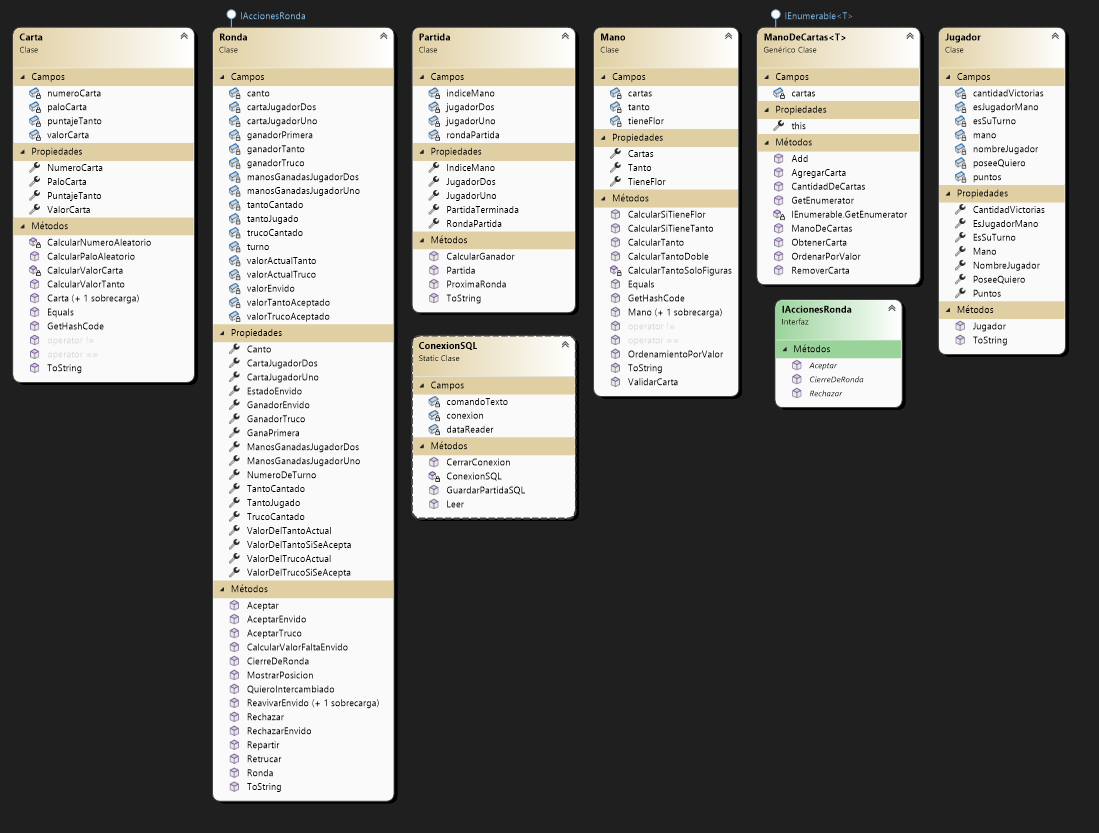 Carta
Clase
Campos
numeroCarta
paloCarta
puntajeTanto
valorCarta
Propiedades
NumeroCarta
PaloCarta
PuntajeTanto
ValorCarta
Métodos
CalcularNumeroAleatorio
CalcularPaloAleatorio
CalcularValorCarta
CalcularValorTanto
Carta (+ 1 sobrecarga)
Equals
GetHashCode
operator !=
operator ==
ToString
IAccionesRonda
Ronda
Clase
Campos
canto
cartaJugadorDos
cartaJugadorUno
ganadorPrimera
ganadorTanto
ganadorTruco
manosGanadasJugadorDos
manosGanadasJugadorUno
tantoCantado
tantoJugado
trucoCantado
turno
valorActualTanto
valorActualTruco
valorEnvido
valorTantoAceptado
valorTrucoAceptado
Propiedades
Canto
CartaJugadorDos
CartaJugadorUno
EstadoEnvido
GanadorEnvido
GanadorTruco
GanaPrimera
ManosGanadasJugadorDos
ManosGanadasJugadorUno
NumeroDeTurno
TantoCantado
TantoJugado
TrucoCantado
ValorDelTantoActual
ValorDelTantoSiSeAcepta
ValorDelTrucoActual
ValorDelTrucoSiSeAcepta
Métodos
Aceptar
AceptarEnvido
AceptarTruco
CalcularValorFaltaEnvido
CierreDeRonda
MostrarPosicion
QuieroIntercambiado
ReavivarEnvido (+ 1 sobrecarga)
Rechazar
RechazarEnvido
Repartir
Retrucar
Ronda
ToString
Partida
Clase
Campos
indiceMano
jugadorDos
jugadorUno
rondaPartida
Propiedades
IndiceMano
JugadorDos
JugadorUno
PartidaTerminada
RondaPartida
Métodos
CalcularGanador
Partida
ProximaRonda
ToString
ConexionSQL
Static Clase
Campos
comandoTexto
conexion
dataReader
Métodos
CerrarConexion
ConexionSQL
GuardarPartidaSQL
Leer
Mano
Clase
Campos
cartas
tanto
tieneFlor
Propiedades
Cartas
Tanto
TieneFlor
Métodos
CalcularSiTieneFlor
CalcularSiTieneTanto
CalcularTanto
CalcularTantoDoble
CalcularTantoSoloFiguras
Equals
GetHashCode
Mano (+ 1 sobrecarga)
operator !=
operator ==
OrdenamientoPorValor
ToString
ValidarCarta
IEnumerable<T>
ManoDeCartas<T>
Genérico Clase
Campos
cartas
Propiedades
this
Métodos
Add
AgregarCarta
CantidadDeCartas
GetEnumerator
IEnumerable.GetEnumerator
ManoDeCartas
ObtenerCarta
OrdenarPorValor
RemoverCarta
IAccionesRonda
Interfaz
Métodos
Aceptar
CierreDeRonda
Rechazar
Jugador
Clase
Campos
cantidadVictorias
esJugadorMano
esSuTurno
mano
nombreJugador
poseeQuiero
puntos
Propiedades
CantidadVictorias
EsJugadorMano
EsSuTurno
Mano
NombreJugador
PoseeQuiero
Puntos
Métodos
Jugador
ToString